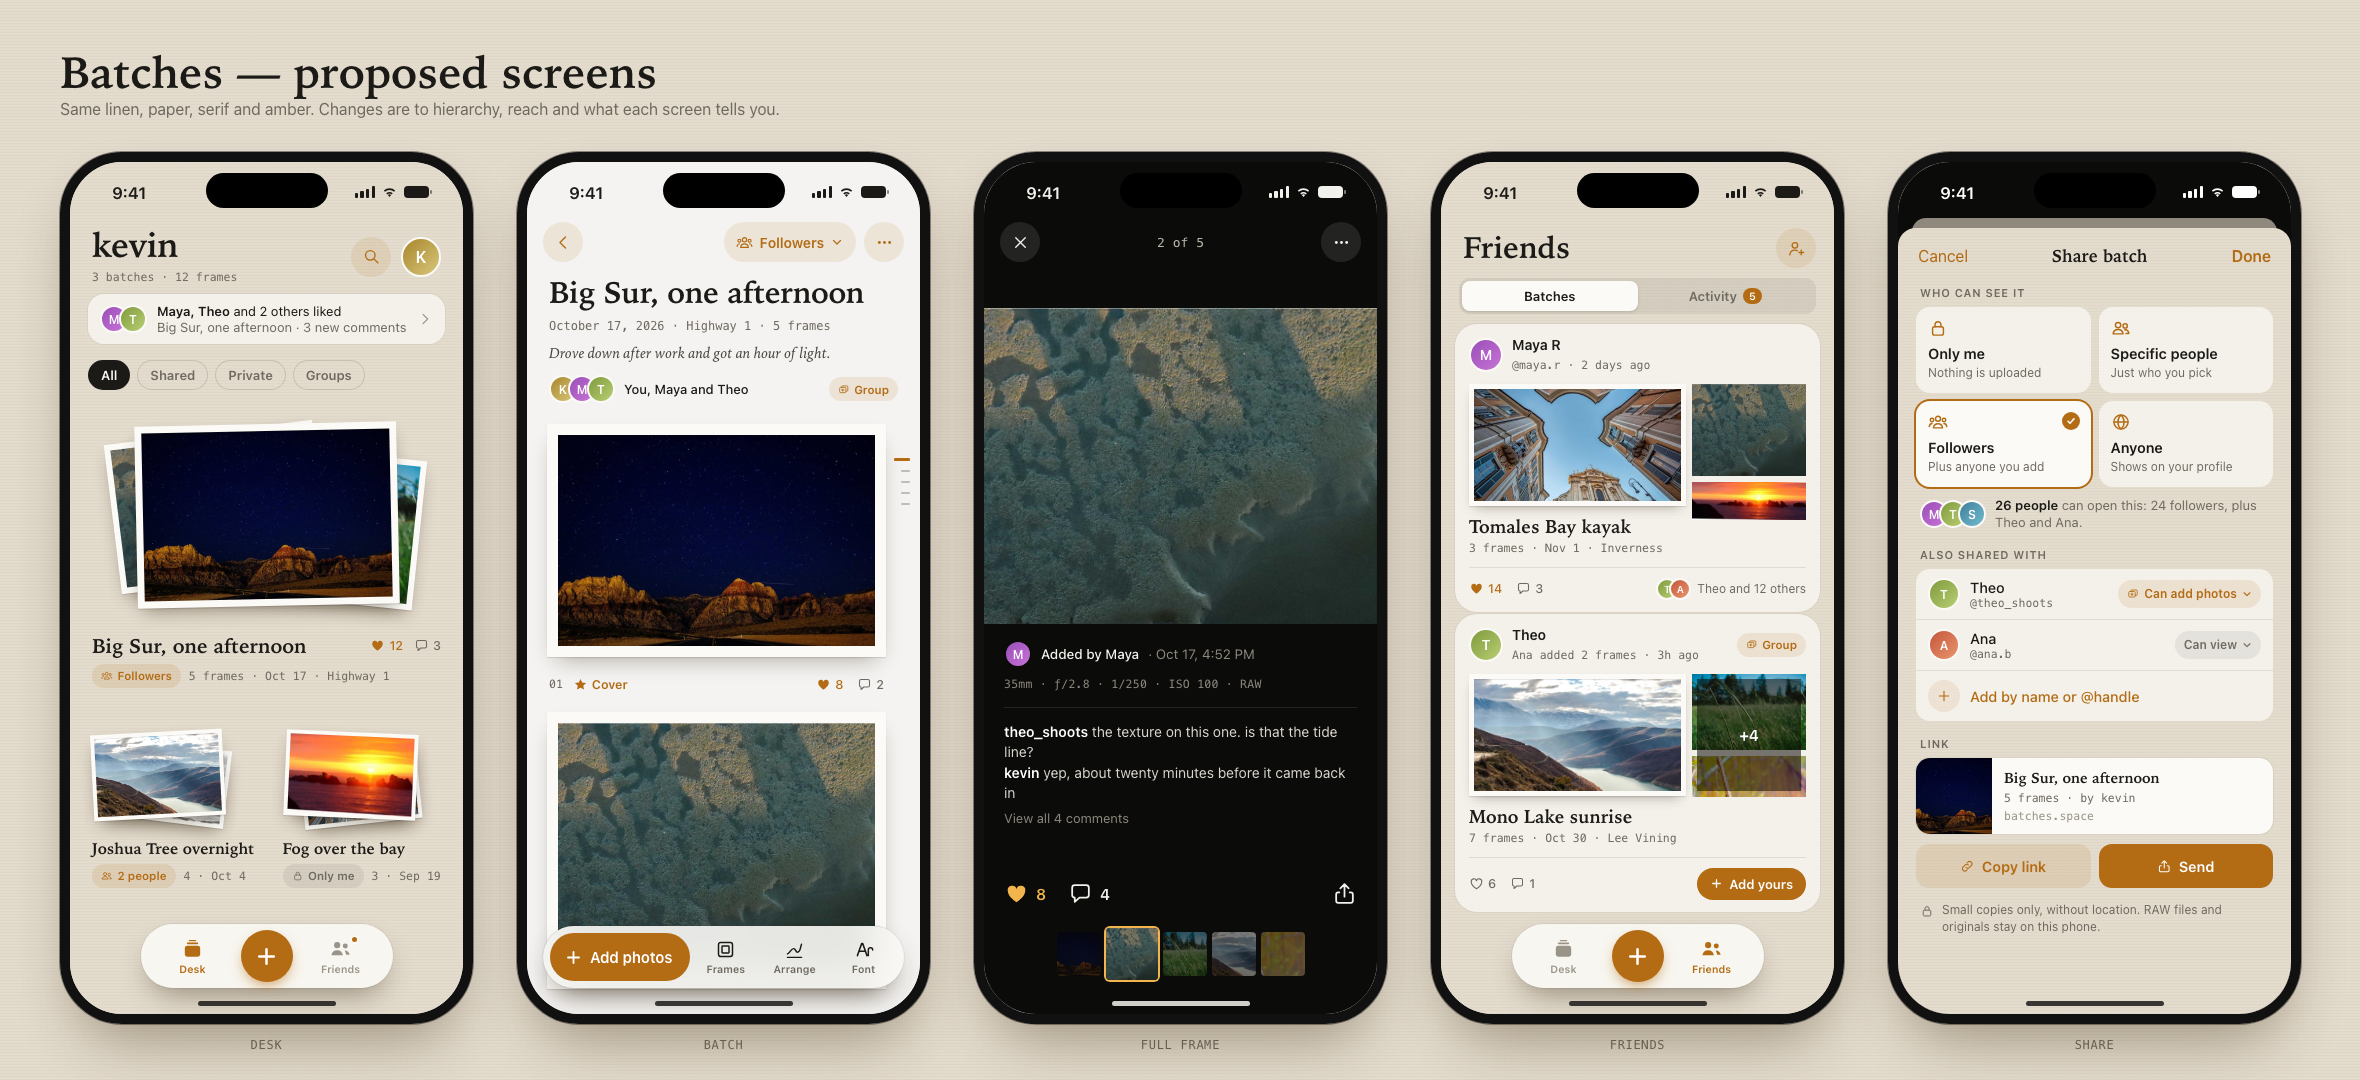 Batches — proposed screens
Same linen, paper, serif and amber. Changes are to hierarchy, reach and what each screen tells you.
9:41
kevin
K
3 batches · 12 frames
M T
Maya, Theo and 2 others liked
Big Sur, one afternoon · 3 new comments
All Shared Private Groups
Big Sur, one afternoon 12 3
Followers 5 frames · Oct 17 · Highway 1
Joshua Tree overnight
2 people 4 · Oct 4
Fog over the bay
Only me 3 · Sep 19
Desk + Friends
DESK
9:41
Followers
Big Sur, one afternoon
October 17, 2026 · Highway 1 · 5 frames
Drove down after work and got an hour of light.
K M T You, Maya and Theo Group
01 Cover 8 2
+ Add photos Frames Arrange Font
BATCH
9:41
2 of 5
M Added by Maya · Oct 17, 4:52 PM
35mm · ƒ/2.8 · 1/250 · ISO 100 · RAW
theo_shoots the texture on this one. is that the tide
line?
kevin yep, about twenty minutes before it came back
in
View all 4 comments
8 4
FULL FRAME
9:41
Friends
Batches Activity 5
M Maya R
@maya.r · 2 days ago
Tomales Bay kayak
3 frames · Nov 1 · Inverness
14 3 T A Theo and 12 others
T Theo
Ana added 2 frames · 3h ago
Group
+4
Mono Lake sunrise
7 frames · Oct 30 · Lee Vining
6 1 + Add yours
Desk + Friends
FRIENDS
9:41
Cancel Share batch Done
WHO CAN SEE IT
Only me
Nothing is uploaded
Specific people
Just who you pick
Followers
Plus anyone you add
Anyone
Shows on your profile
M T S
26 people can open this: 24 followers, plus
Theo and Ana.
ALSO SHARED WITH
T Theo
@theo_shoots
Can add photos
A Ana
@ana.b
Can view
+ Add by name or @handle
LINK
Big Sur, one afternoon
5 frames · by kevin
batches.space
Copy link Send
Small copies only, without location. RAW files and
originals stay on this phone.
SHARE